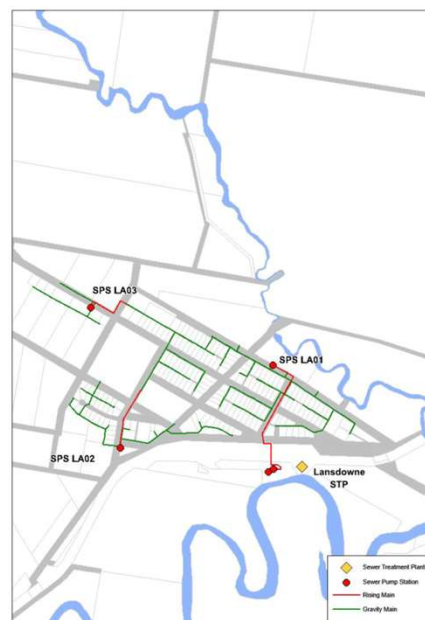 SPS LA03
SPS LA01
SPS LA02
Lansdowne
STP
Sewer Treatment Plant
Sewer Pump Station
Rising Main
Gravity Main